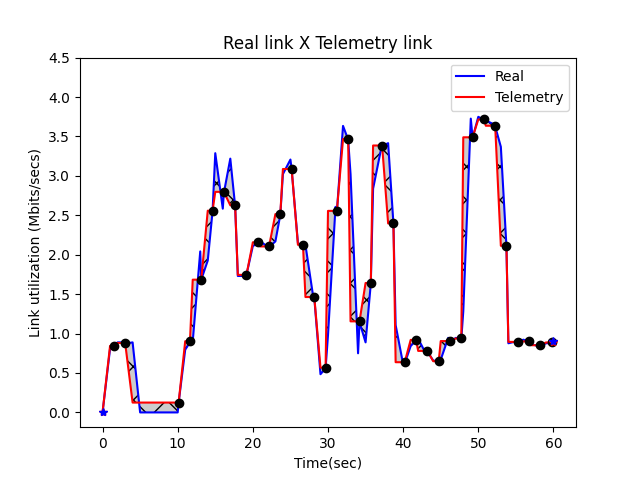 Real link X Telemetry link
Real
Telemetry
Link utilization (Mbits/secs)
4.5
4.0
3.5
3.0
2.5
2.0
1.5
1.0
0.5
0.0
0 10 20 30 40 50 60
Time(sec)